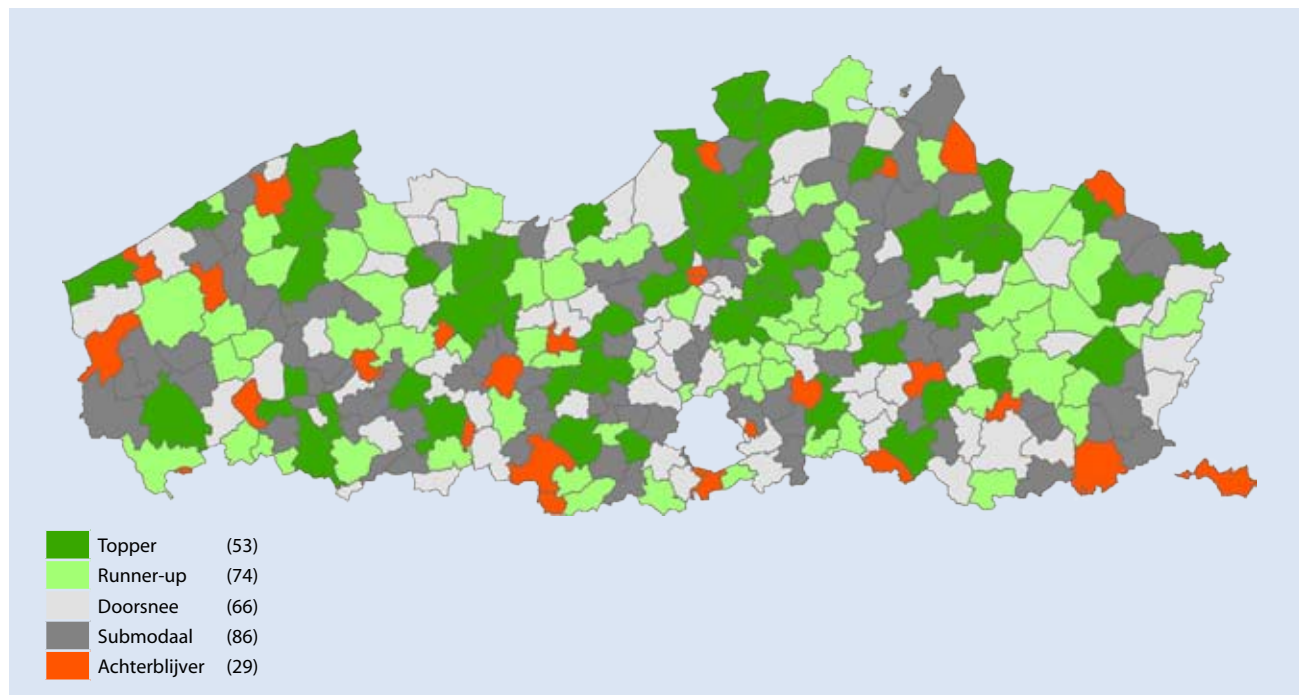 Topper (53)
Runner-up (74)
Doorsnee (66)
Submodaal (86)
Achterblijver (29)